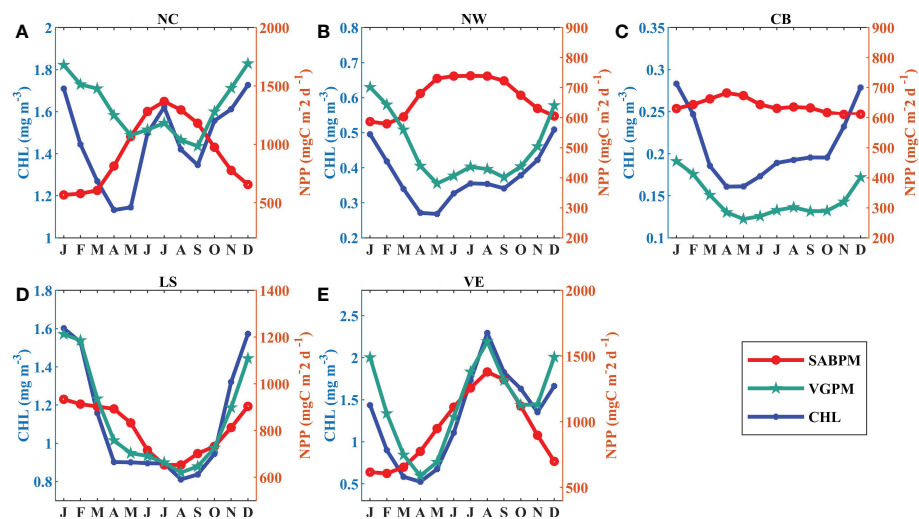 NC
A
CHL (mg m⁻³)
2
1.8
1.6
1.4
1.2
1
2000
1500
1000
500
NPP (mgC m⁻2 d ⁻¹)
J F M A M J J A S O N D
NW
B
CHL (mg m⁻³)
0.8
0.7
0.6
0.5
0.4
0.3
0.2
900
800
700
600
500
400
300
200
NPP (mgC m⁻2 d ⁻¹)
J F M A M J J A S O N D
CB
C
CHL (mg m⁻³)
0.35
0.3
0.25
0.2
0.15
0.1
900
800
700
600
500
400
300
200
NPP (mgC m⁻2 d ⁻¹)
J F M A M J J A S O N D
LS
D
CHL (mg m⁻³)
1.8
1.6
1.4
1.2
1
0.8
1400
1200
1000
800
600
NPP (mgC m⁻2 d ⁻¹)
J F M A M J J A S O N D
VE
E
CHL (mg m⁻³)
2.5
2
1.5
1
0.5
2000
1500
1000
500
NPP (mgC m⁻2 d ⁻¹)
J F M A M J J A S O N D
SABPM
VGPM
CHL